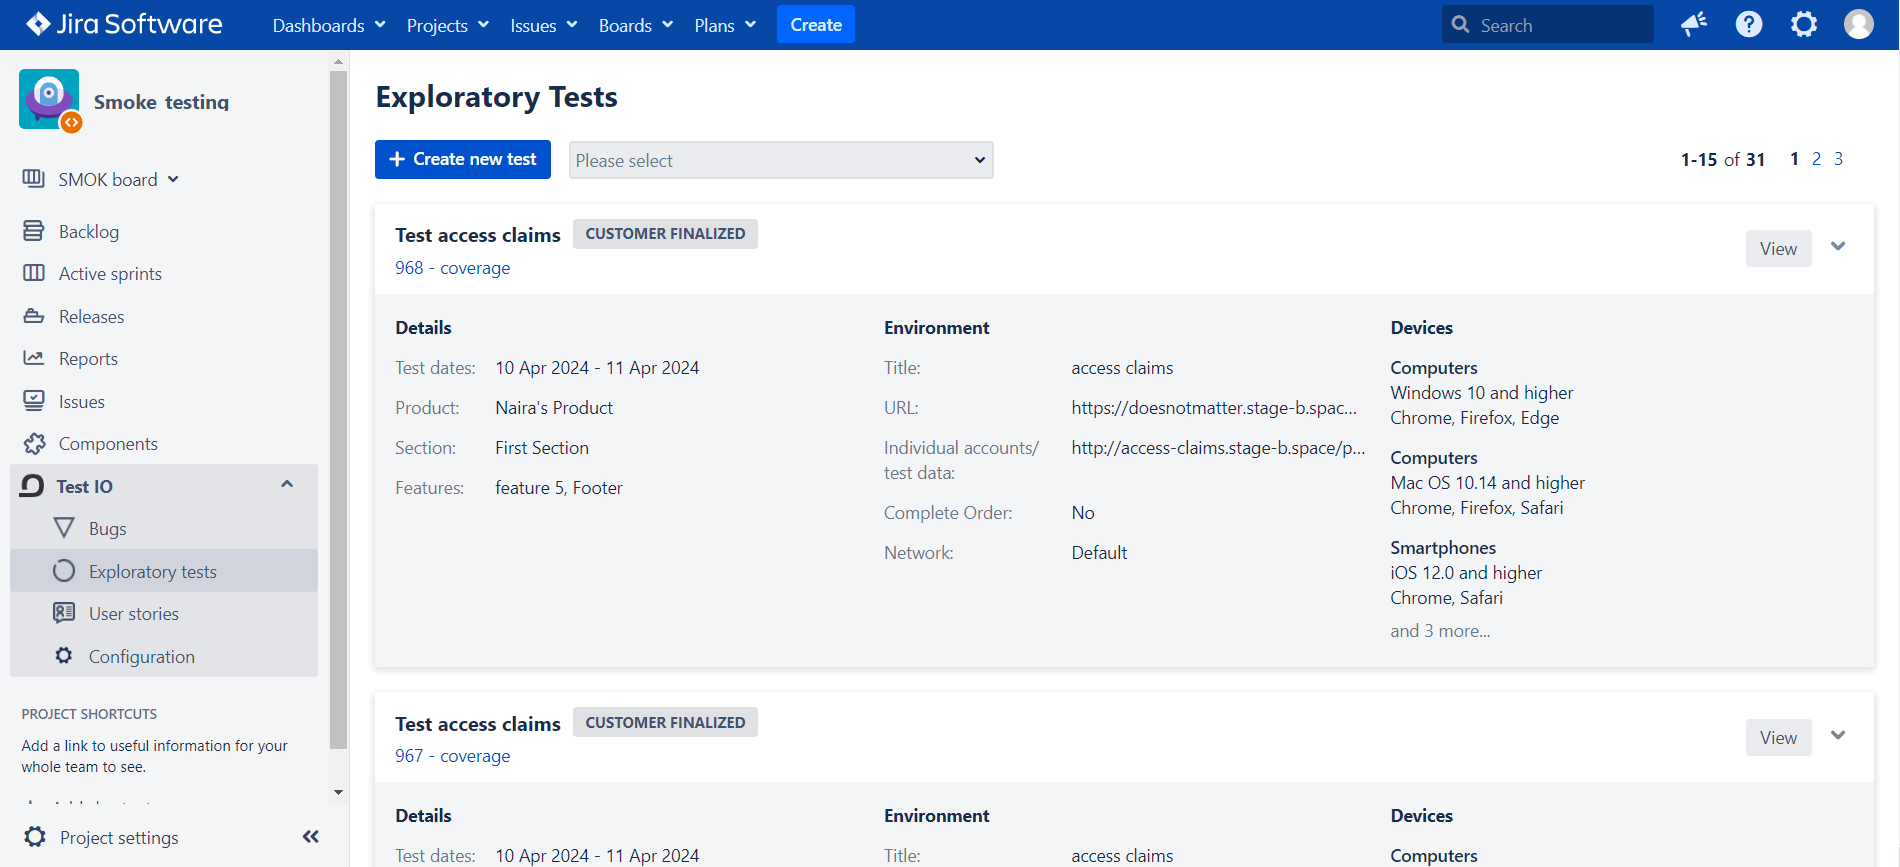 Jira Software
Dashboards Projects Issues Boards Plans Create
Search
Smoke testing
SMOK board
Backlog
Active sprints
Releases
Reports
Issues
Components
Test IO
Bugs
Exploratory tests
User stories
Configuration
PROJECT SHORTCUTS
Add a link to useful information for your
whole team to see.
Project settings
Exploratory Tests
+ Create new test
Please select
1-15 of 31 1 2 3
Test access claims CUSTOMER FINALIZED
968 - coverage
View
Details
Test dates: 10 Apr 2024 - 11 Apr 2024
Product: Naira's Product
Section: First Section
Features: feature 5, Footer
Environment
Title: access claims
URL: https://doesnotmatter.stage-b.spac...
Individual accounts/ http://access-claims.stage-b.space/p...
test data:
Complete Order: No
Network: Default
Devices
Computers
Windows 10 and higher
Chrome, Firefox, Edge
Computers
Mac OS 10.14 and higher
Chrome, Firefox, Safari
Smartphones
iOS 12.0 and higher
Chrome, Safari
and 3 more...
Test access claims CUSTOMER FINALIZED
967 - coverage
View
Details
Test dates: 10 Apr 2024 - 11 Apr 2024
Environment
Title: access claims
Devices
Computers